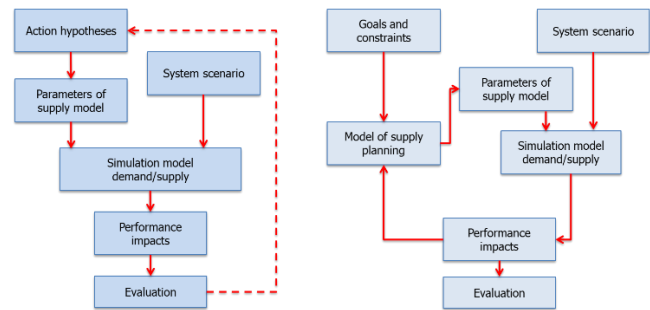 Action hypotheses
System scenario
Parameters of
supply model
Simulation model
demand/supply
Performance
impacts
Evaluation
Goals and
constraints
System scenario
Parameters of
supply model
Model of supply
planning
Simulation model
demand/supply
Performance
impacts
Evaluation